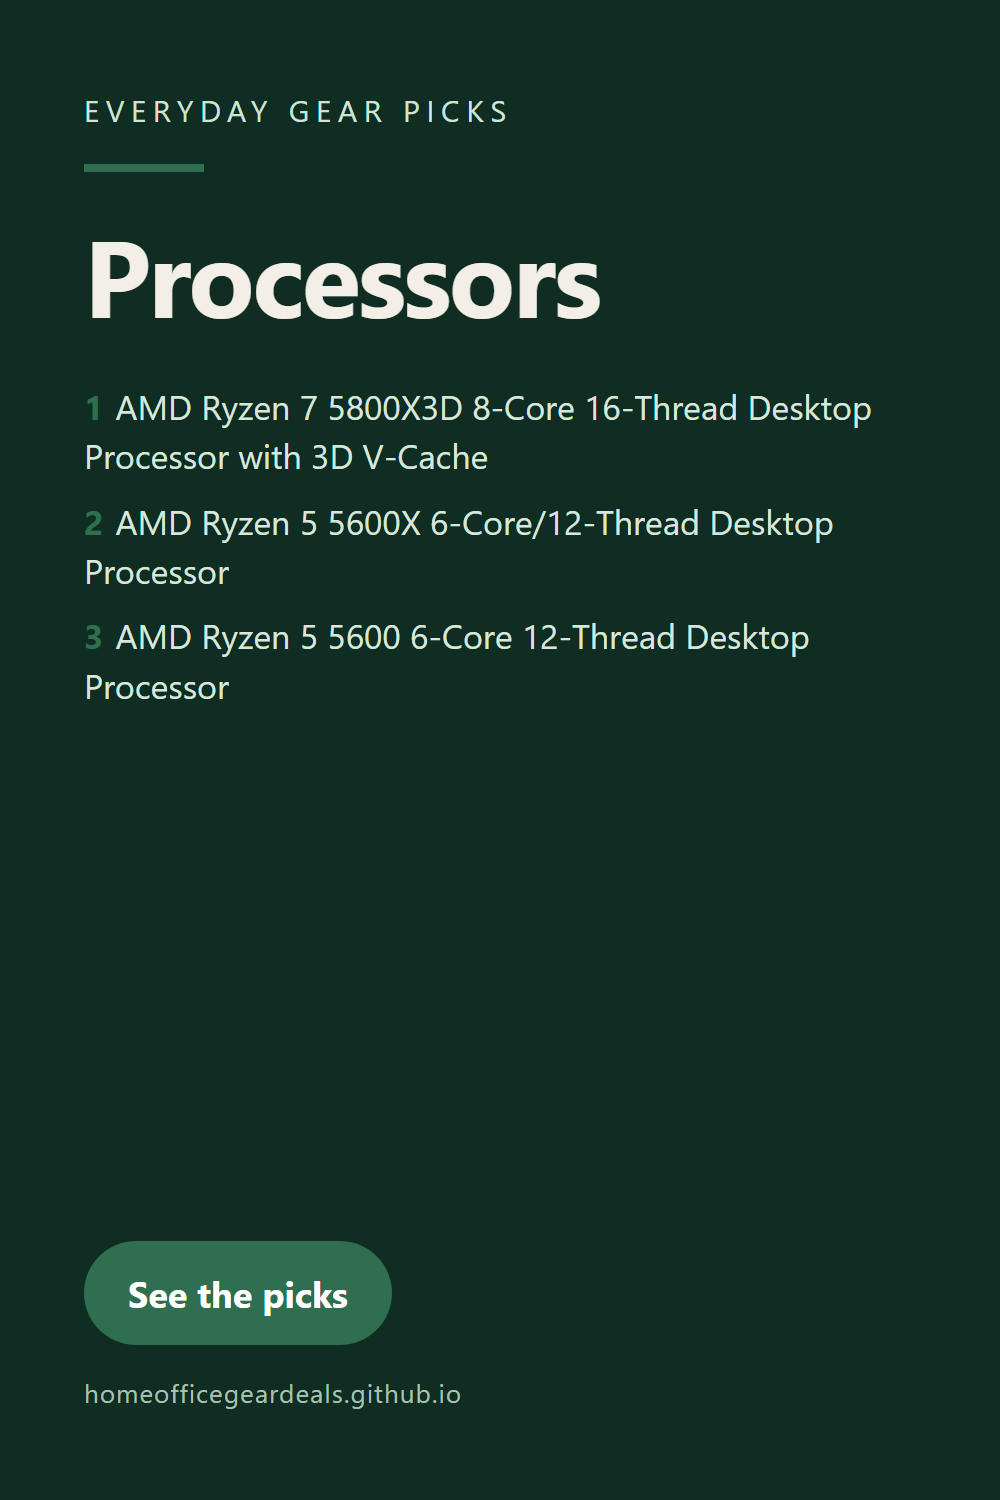 EVERYDAY GEAR PICKS
Processors
1 AMD Ryzen 7 5800X3D 8-Core 16-Thread Desktop
Processor with 3D V-Cache
2 AMD Ryzen 5 5600X 6-Core/12-Thread Desktop
Processor
3 AMD Ryzen 5 5600 6-Core 12-Thread Desktop
Processor
See the picks
homeofficegeardeals.github.io